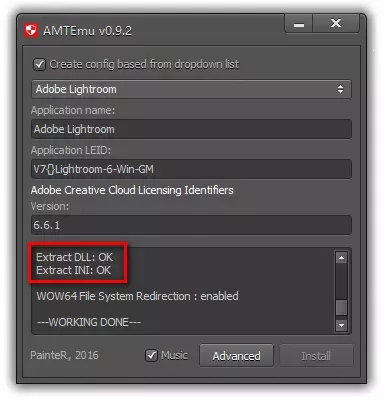 AMTEmu v0.9.2
Create config based from dropdown list
Adobe Lightroom
Application name:
Adobe Lightroom
Application LEID:
V7{}Lightroom-6-Win-GM
Adobe Creative Cloud Licensing Identifiers
Version:
6.6.1
Extract DLL: OK
Extract INI: OK
WOW64 File System Redirection : enabled
---WORKING DONE---
PainteR, 2016
Music
Advanced
Install